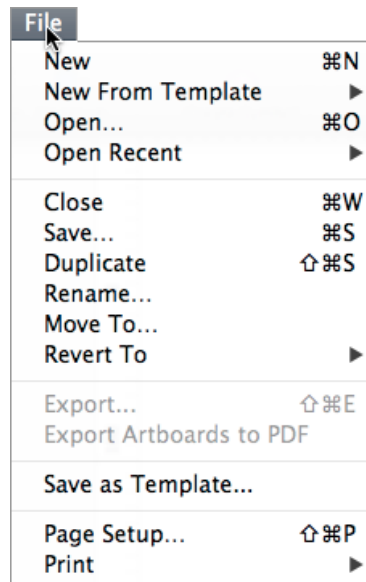 File
New ⌘N
New From Template ▶
Open... ⌘O
Open Recent ▶
Close ⌘W
Save... ⌘S
Duplicate ⇧⌘S
Rename...
Move To...
Revert To ▶
Export... ⇧⌘E
Export Artboards to PDF
Save as Template...
Page Setup... ⇧⌘P
Print ▶